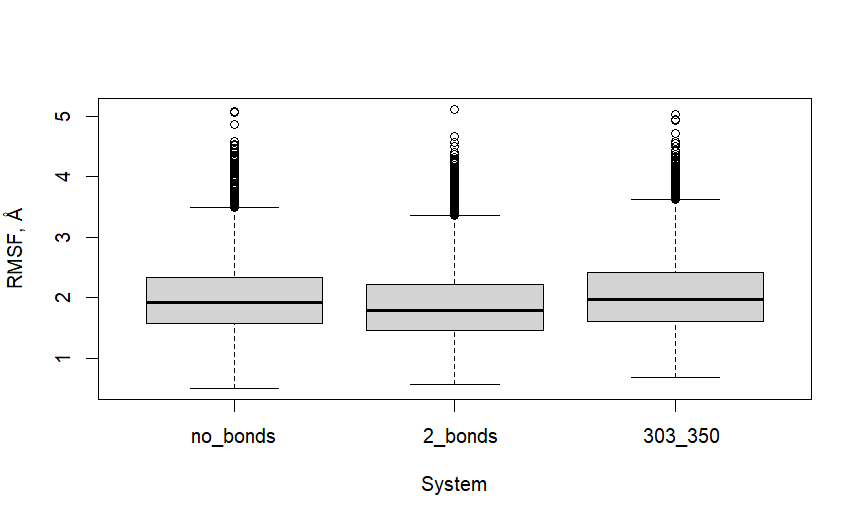 RMSF, Å
5
4
3
2
1
no_bonds
2_bonds
303_350
System